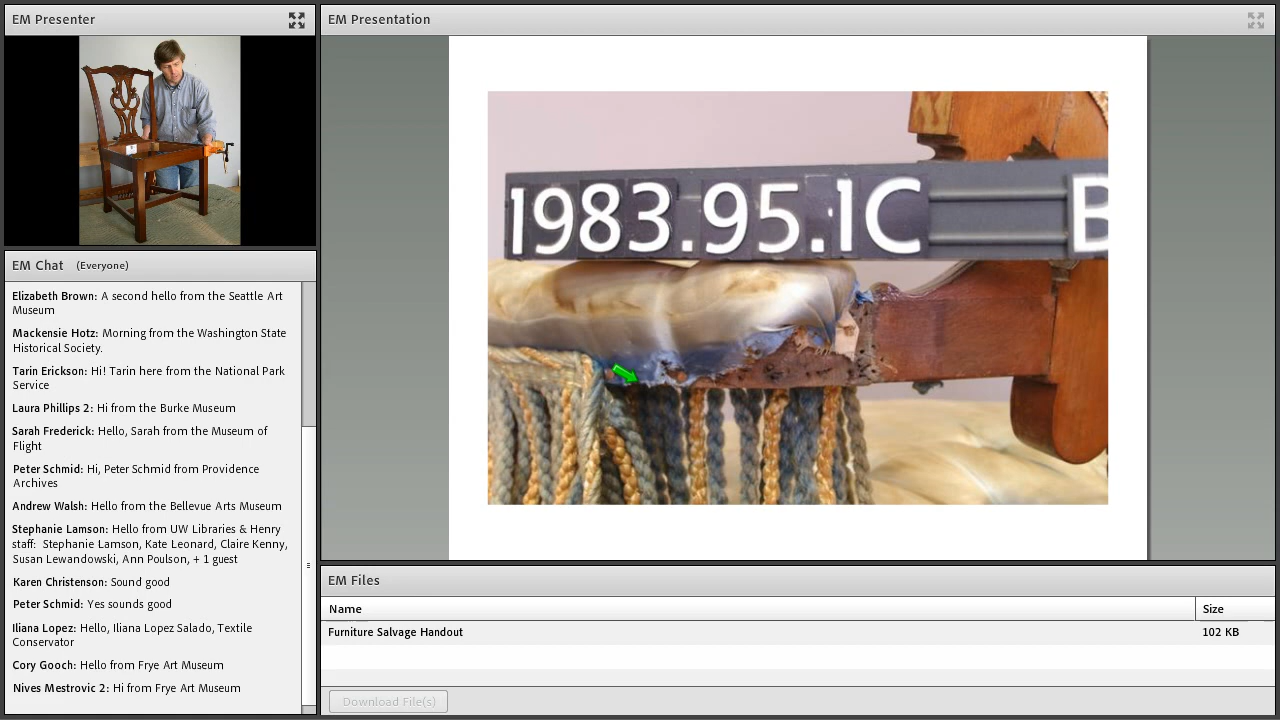 EM Presenter
EM Chat (Everyone)
Elizabeth Brown: A second hello from the Seattle Art
Museum
Mackensie Hotz: Morning from the Washington State
Historical Society.
Tarin Erickson: Hi! Tarin here from the National Park
Service
Laura Phillips 2: Hi from the Burke Museum
Sarah Frederick: Hello, Sarah from the Museum of
Flight
Peter Schmid: Hi, Peter Schmid from Providence
Archives
Andrew Walsh: Hello from the Bellevue Arts Museum
Stephanie Lamson: Hello from UW Libraries & Henry
staff: Stephanie Lamson, Kate Leonard, Claire Kenny,
Susan Lewandowski, Ann Poulson, + 1 guest
Karen Christenson: Sound good
Peter Schmid: Yes sounds good
Iliana Lopez: Hello, Iliana Lopez Salado, Textile
Conservator
Cory Gooch: Hello from Frye Art Museum
Nives Mestrovic 2: Hi from Frye Art Museum
EM Presentation
1983.95.1C B
EM Files
Name Size
Furniture Salvage Handout 102 KB
Download File(s)